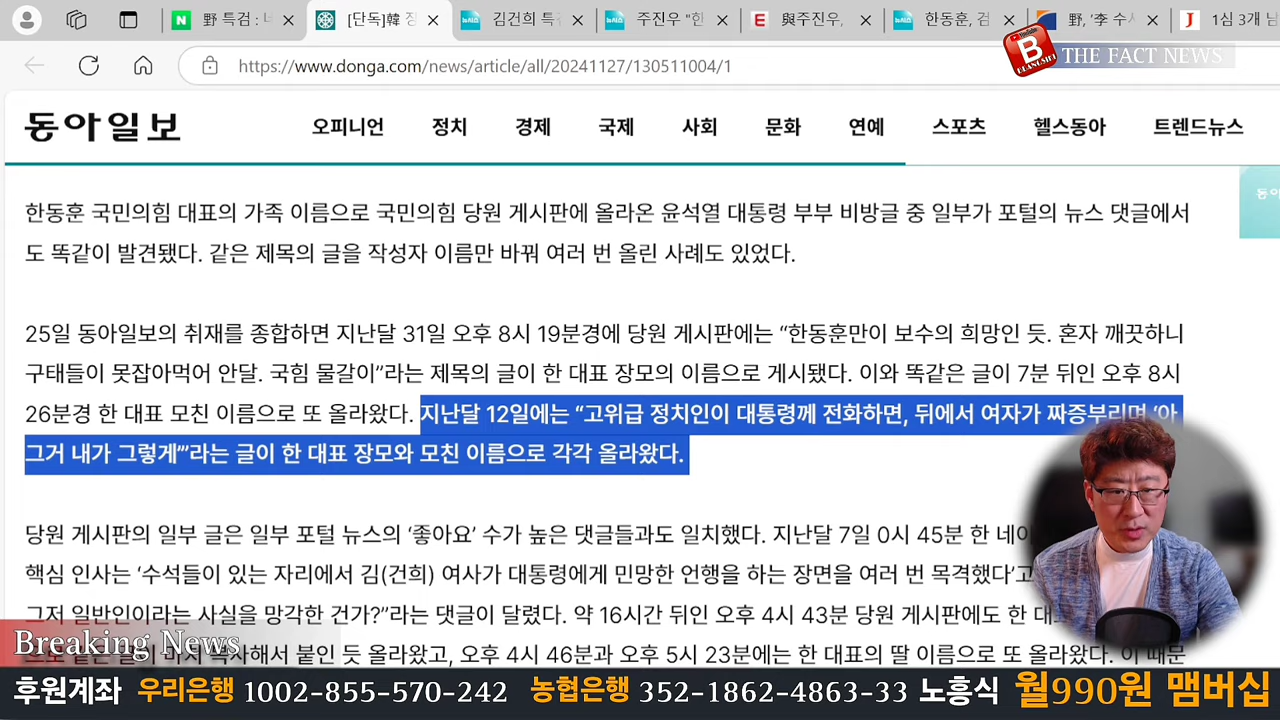 野 특검 : 너
[단독]韓 장
김건희 특
주진우 "한
與주진우,
한동훈, 검
野, '李 수사
1심 3개 남
https://www.donga.com/news/article/all/20241127/130511004/1
YouTube
B
BBANGSIFI
THE FACT NEWS
동아일보
오피니언 정치 경제 국제 사회 문화 연예 스포츠 헬스동아 트렌드뉴스
동아
한동훈 국민의힘 대표의 가족 이름으로 국민의힘 당원 게시판에 올라온 윤석열 대통령 부부 비방글 중 일부가 포털의 뉴스 댓글에서
도 똑같이 발견됐다. 같은 제목의 글을 작성자 이름만 바꿔 여러 번 올린 사례도 있었다.
25일 동아일보의 취재를 종합하면 지난달 31일 오후 8시 19분경에 당원 게시판에는 “한동훈만이 보수의 희망인 듯. 혼자 깨끗하니
구태들이 못잡아먹어 안달. 국힘 물갈이”라는 제목의 글이 한 대표 장모의 이름으로 게시됐다. 이와 똑같은 글이 7분 뒤인 오후 8시
26분경 한 대표 모친 이름으로 또 올라왔다. 지난달 12일에는 “고위급 정치인이 대통령께 전화하면, 뒤에서 여자가 짜증부리며 ‘아
그거 내가 그렇게’”라는 글이 한 대표 장모와 모친 이름으로 각각 올라왔다.
당원 게시판의 일부 글은 일부 포털 뉴스의 ‘좋아요’ 수가 높은 댓글들과도 일치했다. 지난달 7일 0시 45분 한 네이
핵심 인사는 ‘수석들이 있는 자리에서 김(건희) 여사가 대통령에게 민망한 언행을 하는 장면을 여러 번 목격했다’고
그저 일반인이라는 사실을 망각한 건가?”라는 댓글이 달렸다. 약 16시간 뒤인 오후 4시 43분 당원 게시판에도 한 대
올라왔고, 오후 4시 46분과 오후 5시 23분에는 한 대표의 딸 이름으로 또 올라왔다. 이 때문
Breaking News
후원계좌 우리은행 1002-855-570-242 농협은행 352-1862-4863-33 노흥식 월990원 맴버십